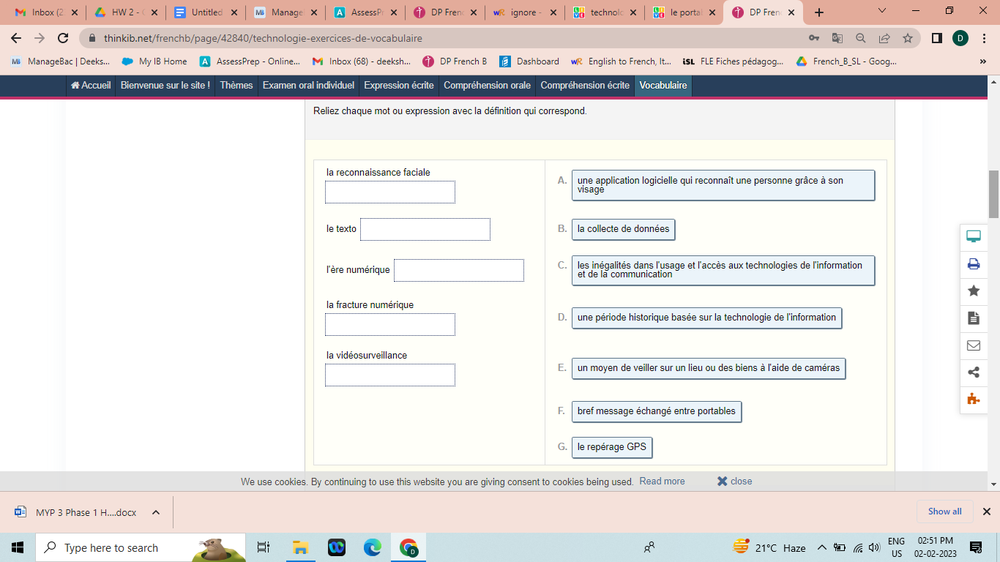 Inbox (2
HW 2 - C
Untitled
Manage
AssessPr
DP Fren
ignore -
technolo
le portal
DP Fren
thinkib.net/frenchb/page/42840/technologie-exercices-de-vocabulaire
D
ManageBac | Deeks...
My IB Home
AssessPrep - Online...
Inbox (68) - deeksh...
DP French B
Dashboard
English to French, It...
FLE Fiches pédagog...
French_B_SL - Goog...
Accueil
Bienvenue sur le site !
Thèmes
Examen oral individuel
Expression écrite
Compréhension orale
Compréhension écrite
Vocabulaire
Reliez chaque mot ou expression avec la définition qui correspond.
la reconnaissance faciale
le texto
l'ère numérique
la fracture numérique
la vidéosurveillance
A. une application logicielle qui reconnaît une personne grâce à son
visage
B. la collecte de données
C. les inégalités dans l'usage et l'accès aux technologies de l'information
et de la communication
D. une période historique basée sur la technologie de l'information
E. un moyen de veiller sur un lieu ou des biens à l'aide de caméras
F. bref message échangé entre portables
G. le repérage GPS
We use cookies. By continuing to use this website you are giving consent to cookies being used. Read more close
MYP 3 Phase 1 H....docx
Show all
Type here to search
21°C Haze
ENG
US
02:51 PM
02-02-2023